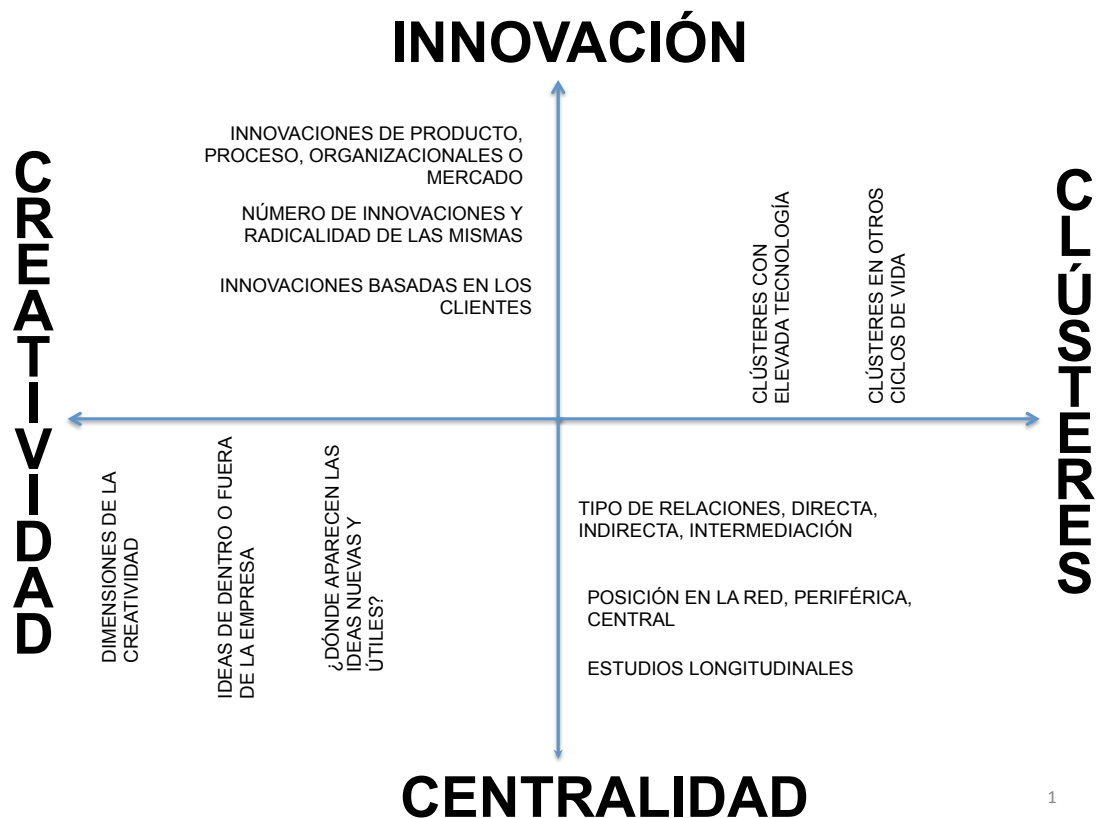 INNOVACIÓN
INNOVACIONES DE PRODUCTO,
PROCESO, ORGANIZACIONALES O
MERCADO
NÚMERO DE INNOVACIONES Y
RADICALIDAD DE LAS MISMAS
INNOVACIONES BASADAS EN LOS
CLIENTES
CREATIVIDAD
CLÚSTERES CON
ELEVADA TECNOLOGÍA
CLÚSTERES EN OTROS
CICLOS DE VIDA
CLÚSTERES
DIMENSIONES DE LA
CREATIVIDAD
IDEAS DE DENTRO O FUERA
DE LA EMPRESA
¿DÓNDE APARECEN LAS
IDEAS NUEVAS Y
ÚTILES?
TIPO DE RELACIONES, DIRECTA,
INDIRECTA, INTERMEDIACIÓN
POSICIÓN EN LA RED, PERIFÉRICA,
CENTRAL
ESTUDIOS LONGITUDINALES
CENTRALIDAD
1